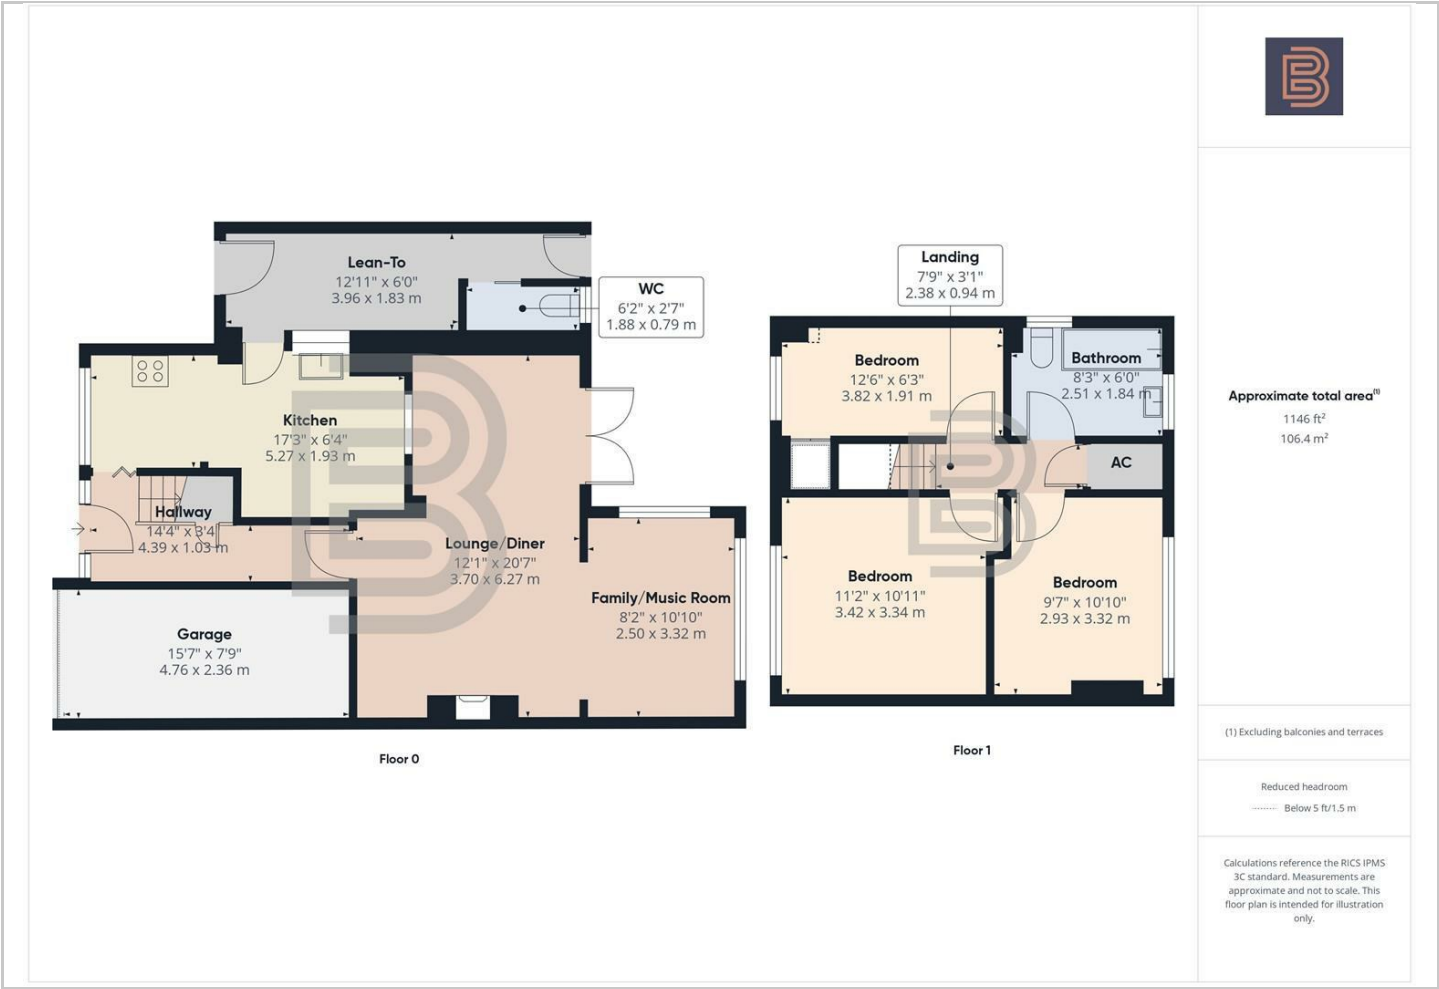 Lean-To
12'11" x 6'0"
3.96 x 1.83 m
WC
6'2" x 2'7"
1.88 x 0.79 m
Kitchen
17'3" x 6'4"
5.27 x 1.93 m
Hallway
14'4" x 3'4"
4.39 x 1.03 m
Lounge/Diner
12'1" x 20'7"
3.70 x 6.27 m
Family/Music Room
8'2" x 10'10"
2.50 x 3.32 m
Garage
15'7" x 7'9"
4.76 x 2.36 m
Floor 0
Landing
7'9" x 3'1"
2.38 x 0.94 m
Bedroom
12'6" x 6'3"
3.82 x 1.91 m
Bathroom
8'3" x 6'0"
2.51 x 1.84 m
AC
Bedroom
11'2" x 10'11"
3.42 x 3.34 m
Bedroom
9'7" x 10'10"
2.93 x 3.32 m
Floor 1
B
Approximate total area(1)
1146 ft²
106.4 m²
(1) Excluding balconies and terraces
Reduced headroom
Below 5 ft/1.5 m
Calculations reference the RICS IPMS
3C standard. Measurements are
approximate and not to scale. This
floor plan is intended for illustration
only.